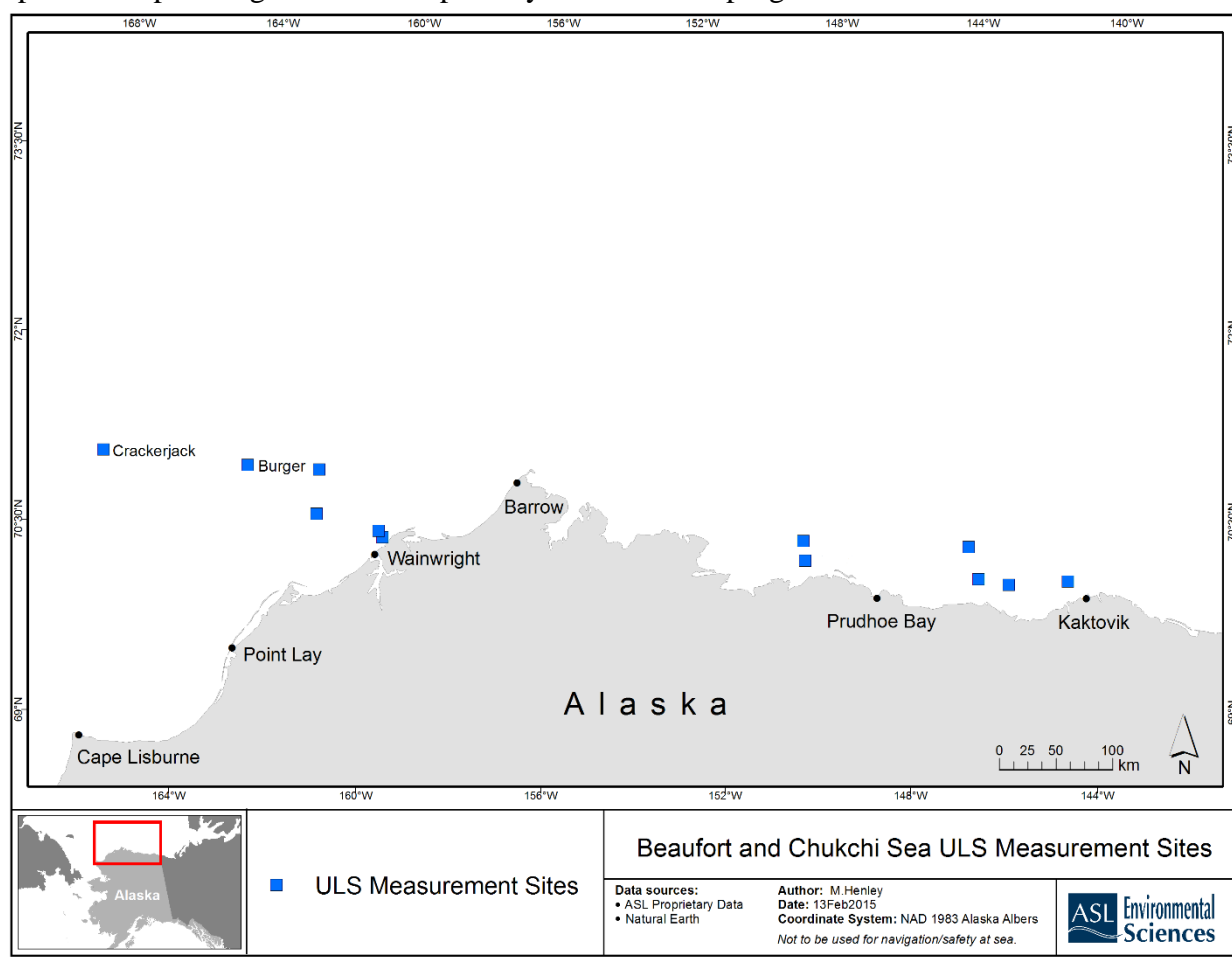 168°W 164°W 160°W 156°W 152°W 148°W 144°W 140°W
73°30'N
72°N
Crackerjack
Burger
Barrow
70°30'N
Wainwright
Prudhoe Bay
Kaktovik
Point Lay
Alaska
69°N
Cape Lisburne
0 25 50 100
km
N
164°W 160°W 156°W 152°W 148°W 144°W
Alaska
ULS Measurement Sites
Beaufort and Chukchi Sea ULS Measurement Sites
Data sources:
• ASL Proprietary Data
• Natural Earth
Author: M.Henley
Date: 13Feb2015
Coordinate System: NAD 1983 Alaska Albers
Not to be used for navigation/safety at sea.
ASL Environmental
Sciences